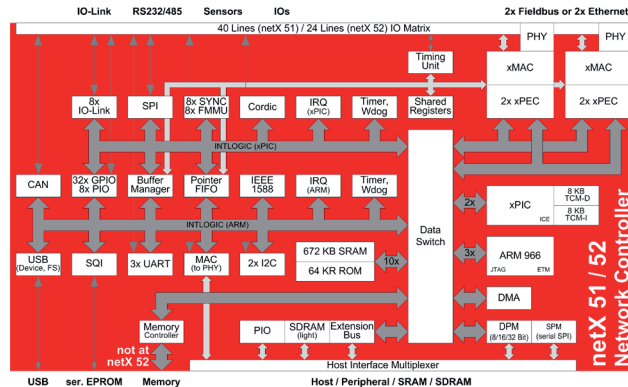 IO-Link RS232/485 Sensors IOs 2x Fieldbus or 2x Ethernet
40 Lines (netX 51) / 24 Lines (netX 52) IO Matrix
PHY PHY
Timing
Unit
xMAC xMAC
8x
IO-Link
SPI
8x SYNC
8x FMMU
Cordic
IRQ
(xPIC)
Timer,
Wdog
Shared
Registers
2x xPEC 2x xPEC
INTLOGIC (xPIC)
CAN
32x GPIO
8x PIO
Buffer
Manager
Pointer
FIFO
IEEE
1588
IRQ
(ARM)
Timer,
Wdog
Data
Switch
2x
xPIC
ICE
8 KB
TCM-D
8 KB
TCM-I
INTLOGIC (ARM)
USB
(Device, FS)
SQI
3x UART
MAC
(to PHY)
2x I2C
672 KB SRAM
64 KR ROM
10x
3x
ARM 966
JTAG ETM
DMA
Memory
Controller
PIO
SDRAM
(light)
Extension
Bus
DPM
(8/16/32 Bit)
SPM
(serial SPI)
not at
netX 52
Host Interface Multiplexer
netX 51 / 52
Network Controller
USB ser. EPROM Memory Host / Peripheral / SRAM / SDRAM